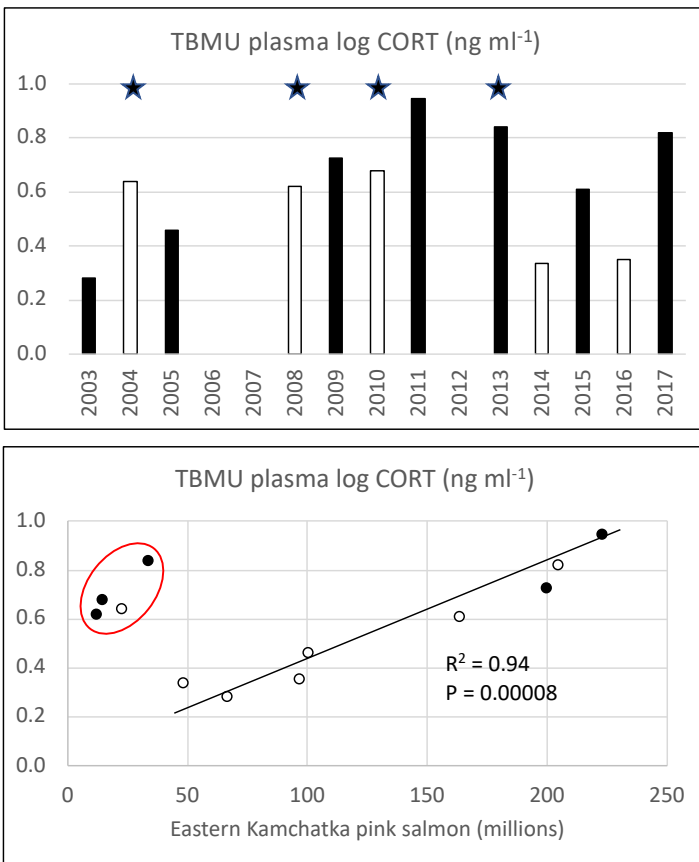 TBMU plasma log CORT (ng ml⁻¹)
1.0
0.8
0.6
0.4
0.2
0.0
2003 2004 2005 2006 2007 2008 2009 2010 2011 2012 2013 2014 2015 2016 2017
TBMU plasma log CORT (ng ml⁻¹)
1.0
0.8
0.6
0.4
0.2
0.0
R² = 0.94
P = 0.00008
0 50 100 150 200 250
Eastern Kamchatka pink salmon (millions)